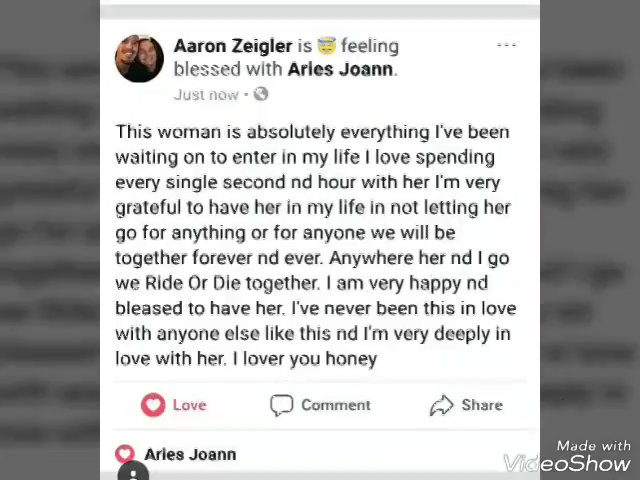 Aaron Zeigler is 😇 feeling
blessed with Aries Joann.
Just now ·
This woman is absolutely everything I've been
waiting on to enter in my life I love spending
every single second nd hour with her I'm very
grateful to have her in my life in not letting her
go for anything or for anyone we will be
together forever nd ever. Anywhere her nd I go
we Ride Or Die together. I am very happy nd
bleased to have her. I've never been this in love
with anyone else like this nd I'm very deeply in
love with her. I lover you honey
Love Comment Share
Aries Joann
Made with
VideoShow